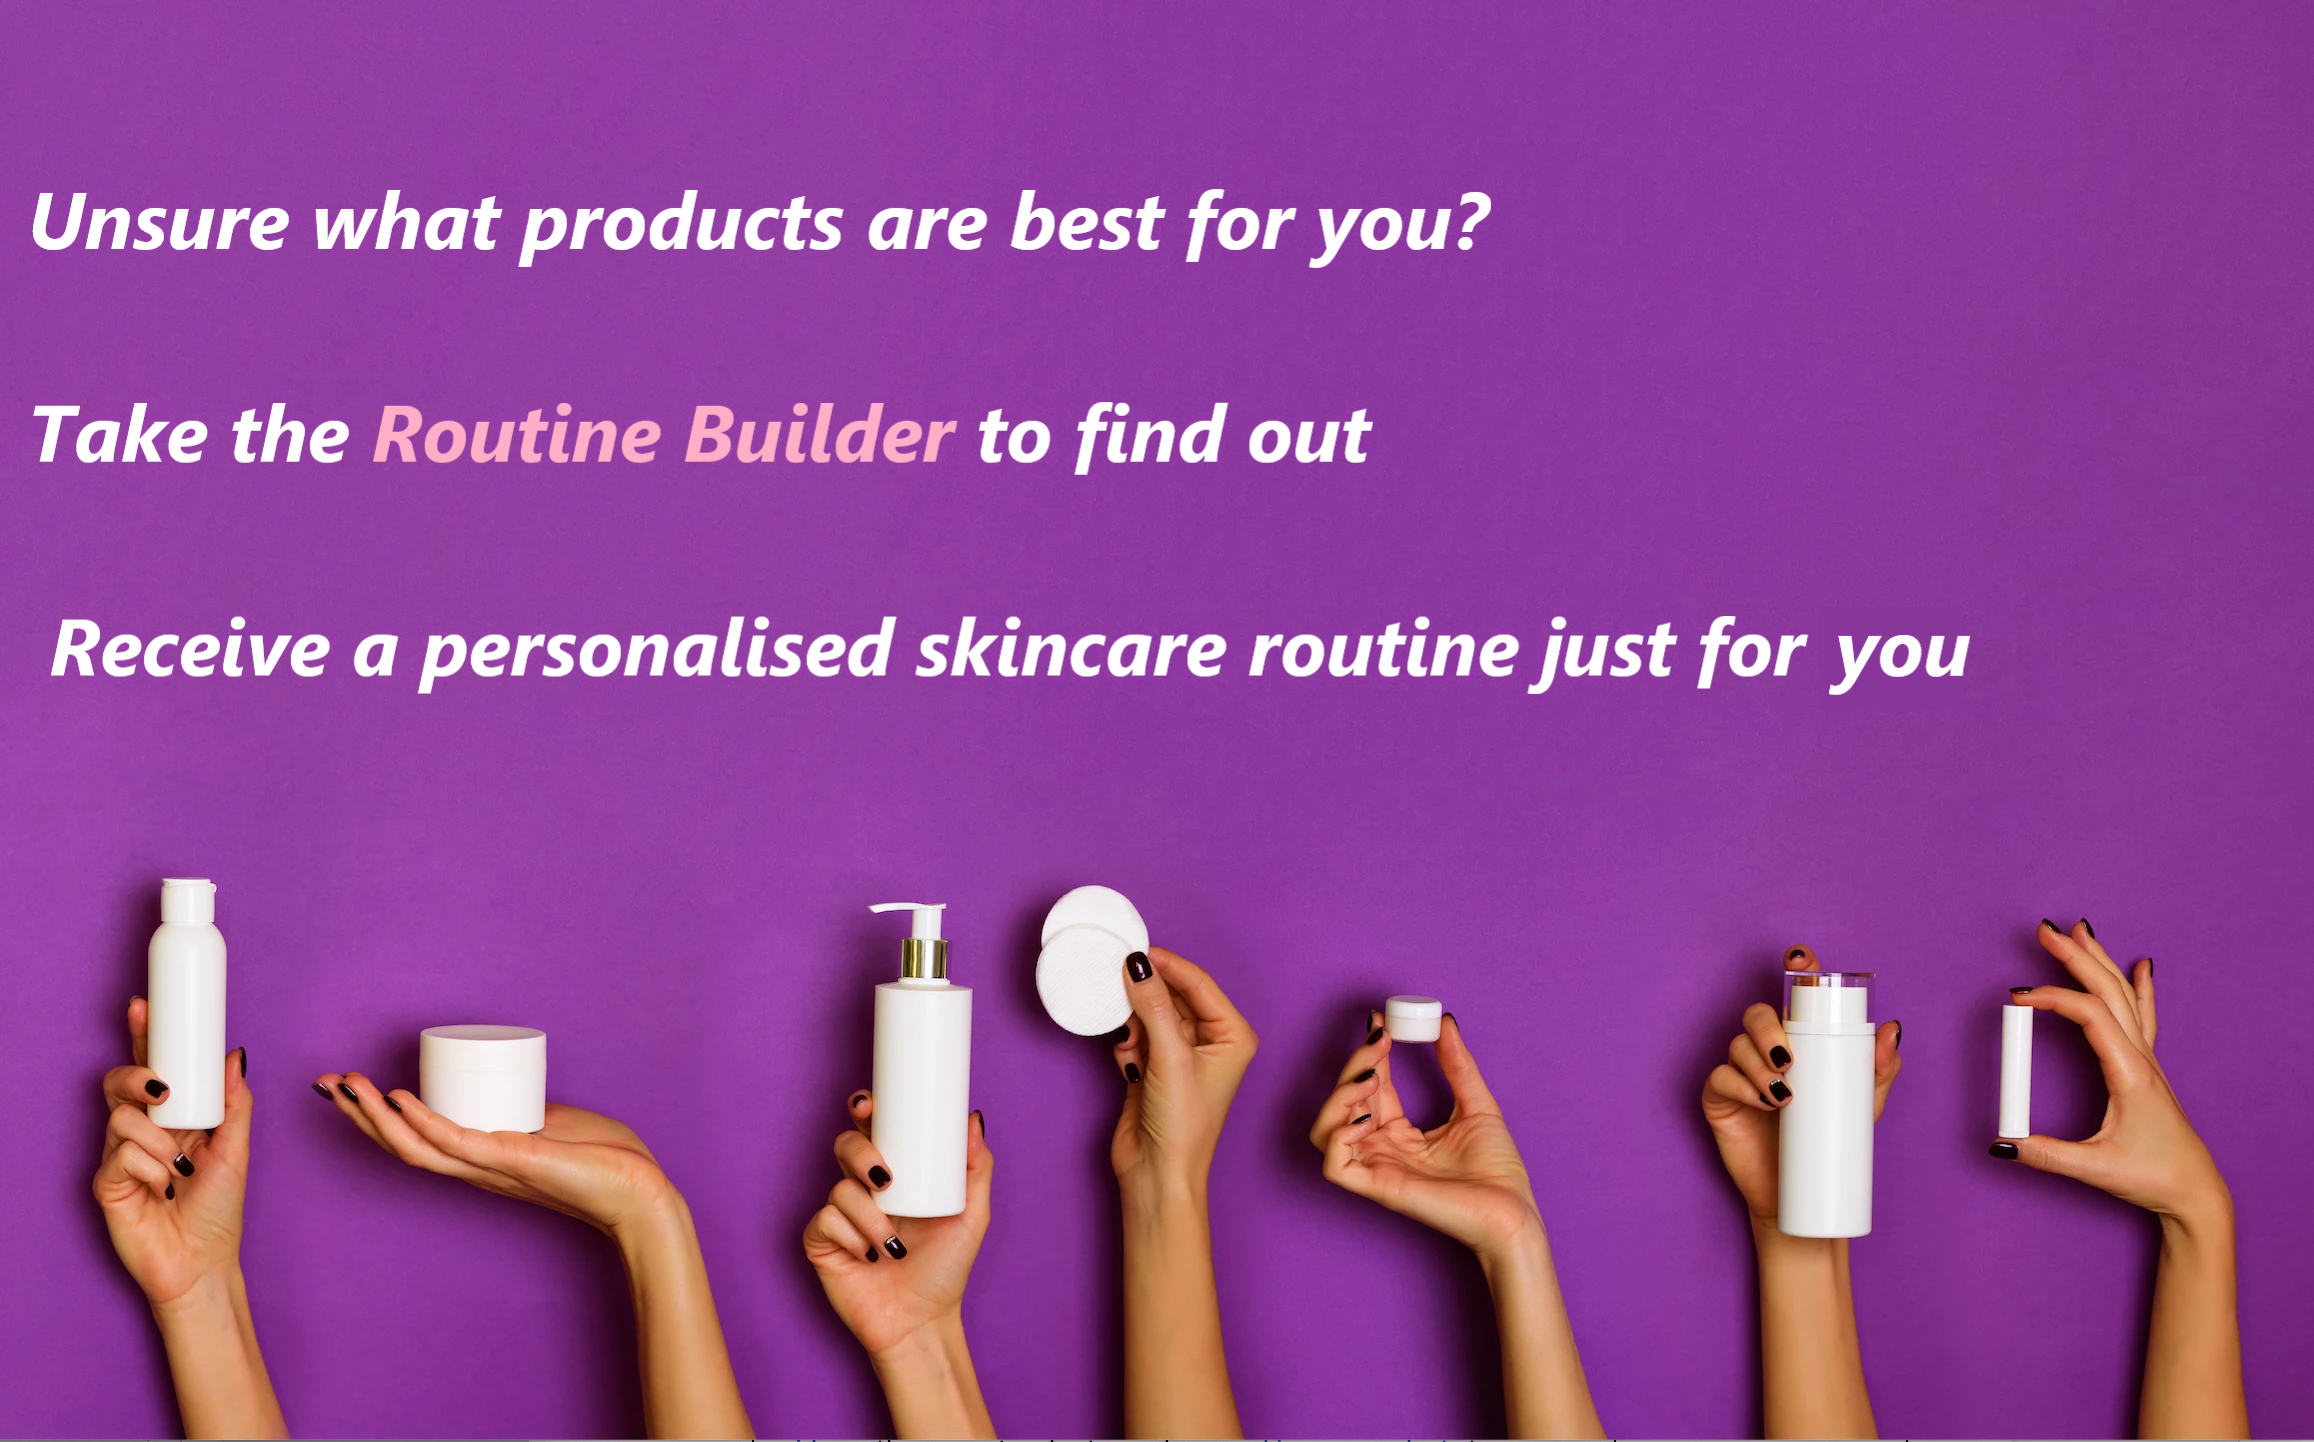 Unsure what products are best for you?
Take the Routine Builder to find out
Receive a personalised skincare routine just for you